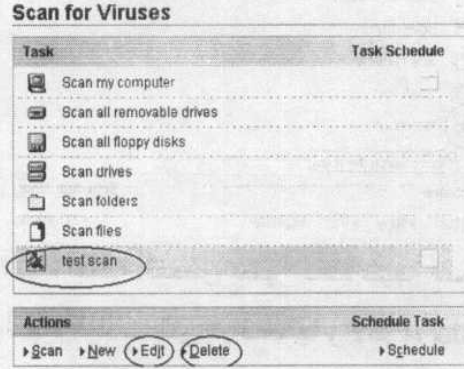 Scan for Viruses
Task Task Schedule
Scan my computer
Scan all removable drives
Scan all floppy disks
Scan drives
Scan folders
Scan files
test scan
Actions Schedule Task
Scan New Edit Delete Schedule